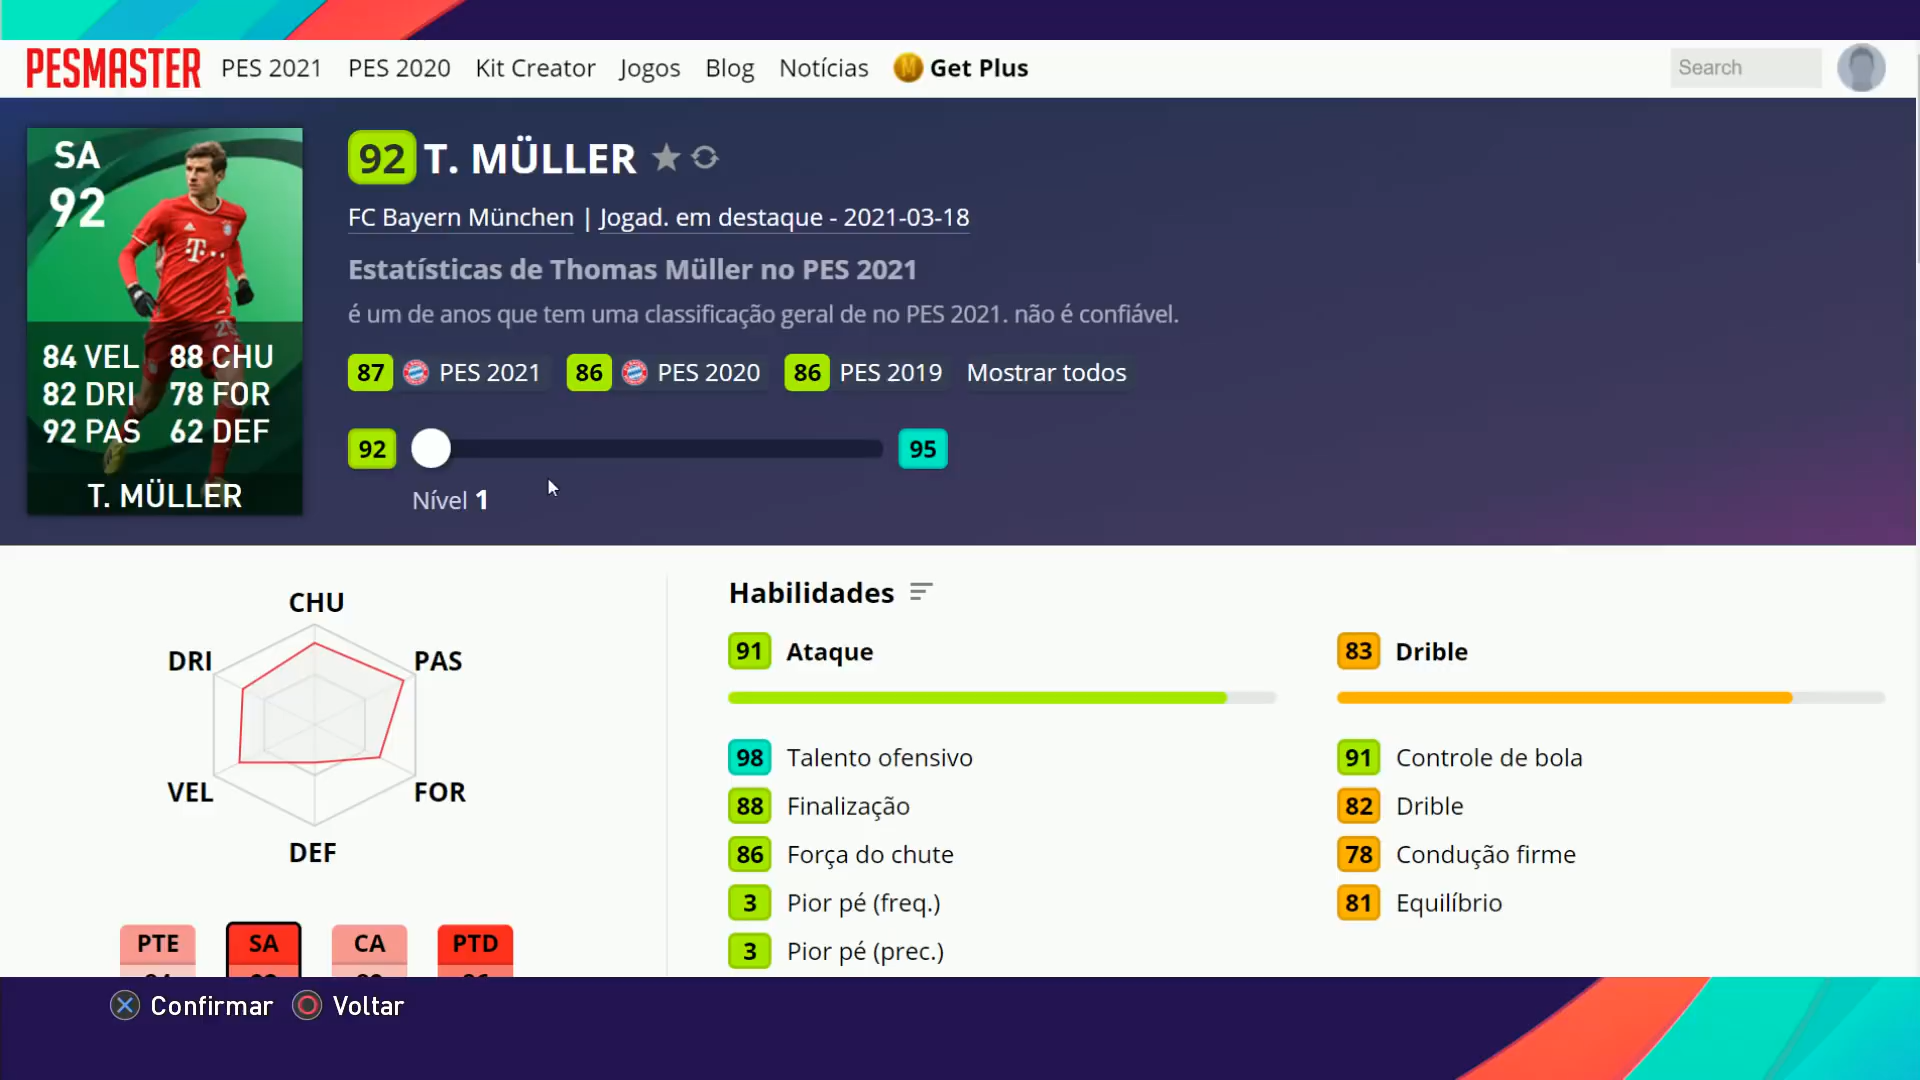 PESMASTER PES 2021 PES 2020 Kit Creator Jogos Blog Notícias Get Plus Search
SA
92
84 VEL 88 CHU
82 DRI 78 FOR
92 PAS 62 DEF
T. MÜLLER
92 T. MÜLLER
FC Bayern München | Jogad. em destaque - 2021-03-18
Estatísticas de Thomas Müller no PES 2021
é um de anos que tem uma classificação geral de no PES 2021. não é confiável.
87 PES 2021 86 PES 2020 86 PES 2019 Mostrar todos
92 95
Nível 1
CHU
DRI PAS
VEL FOR
DEF
PTE SA CA PTD
Habilidades
91 Ataque
98 Talento ofensivo
88 Finalização
86 Força do chute
3 Pior pé (freq.)
3 Pior pé (prec.)
83 Drible
91 Controle de bola
82 Drible
78 Condução firme
81 Equilíbrio
Confirmar Voltar